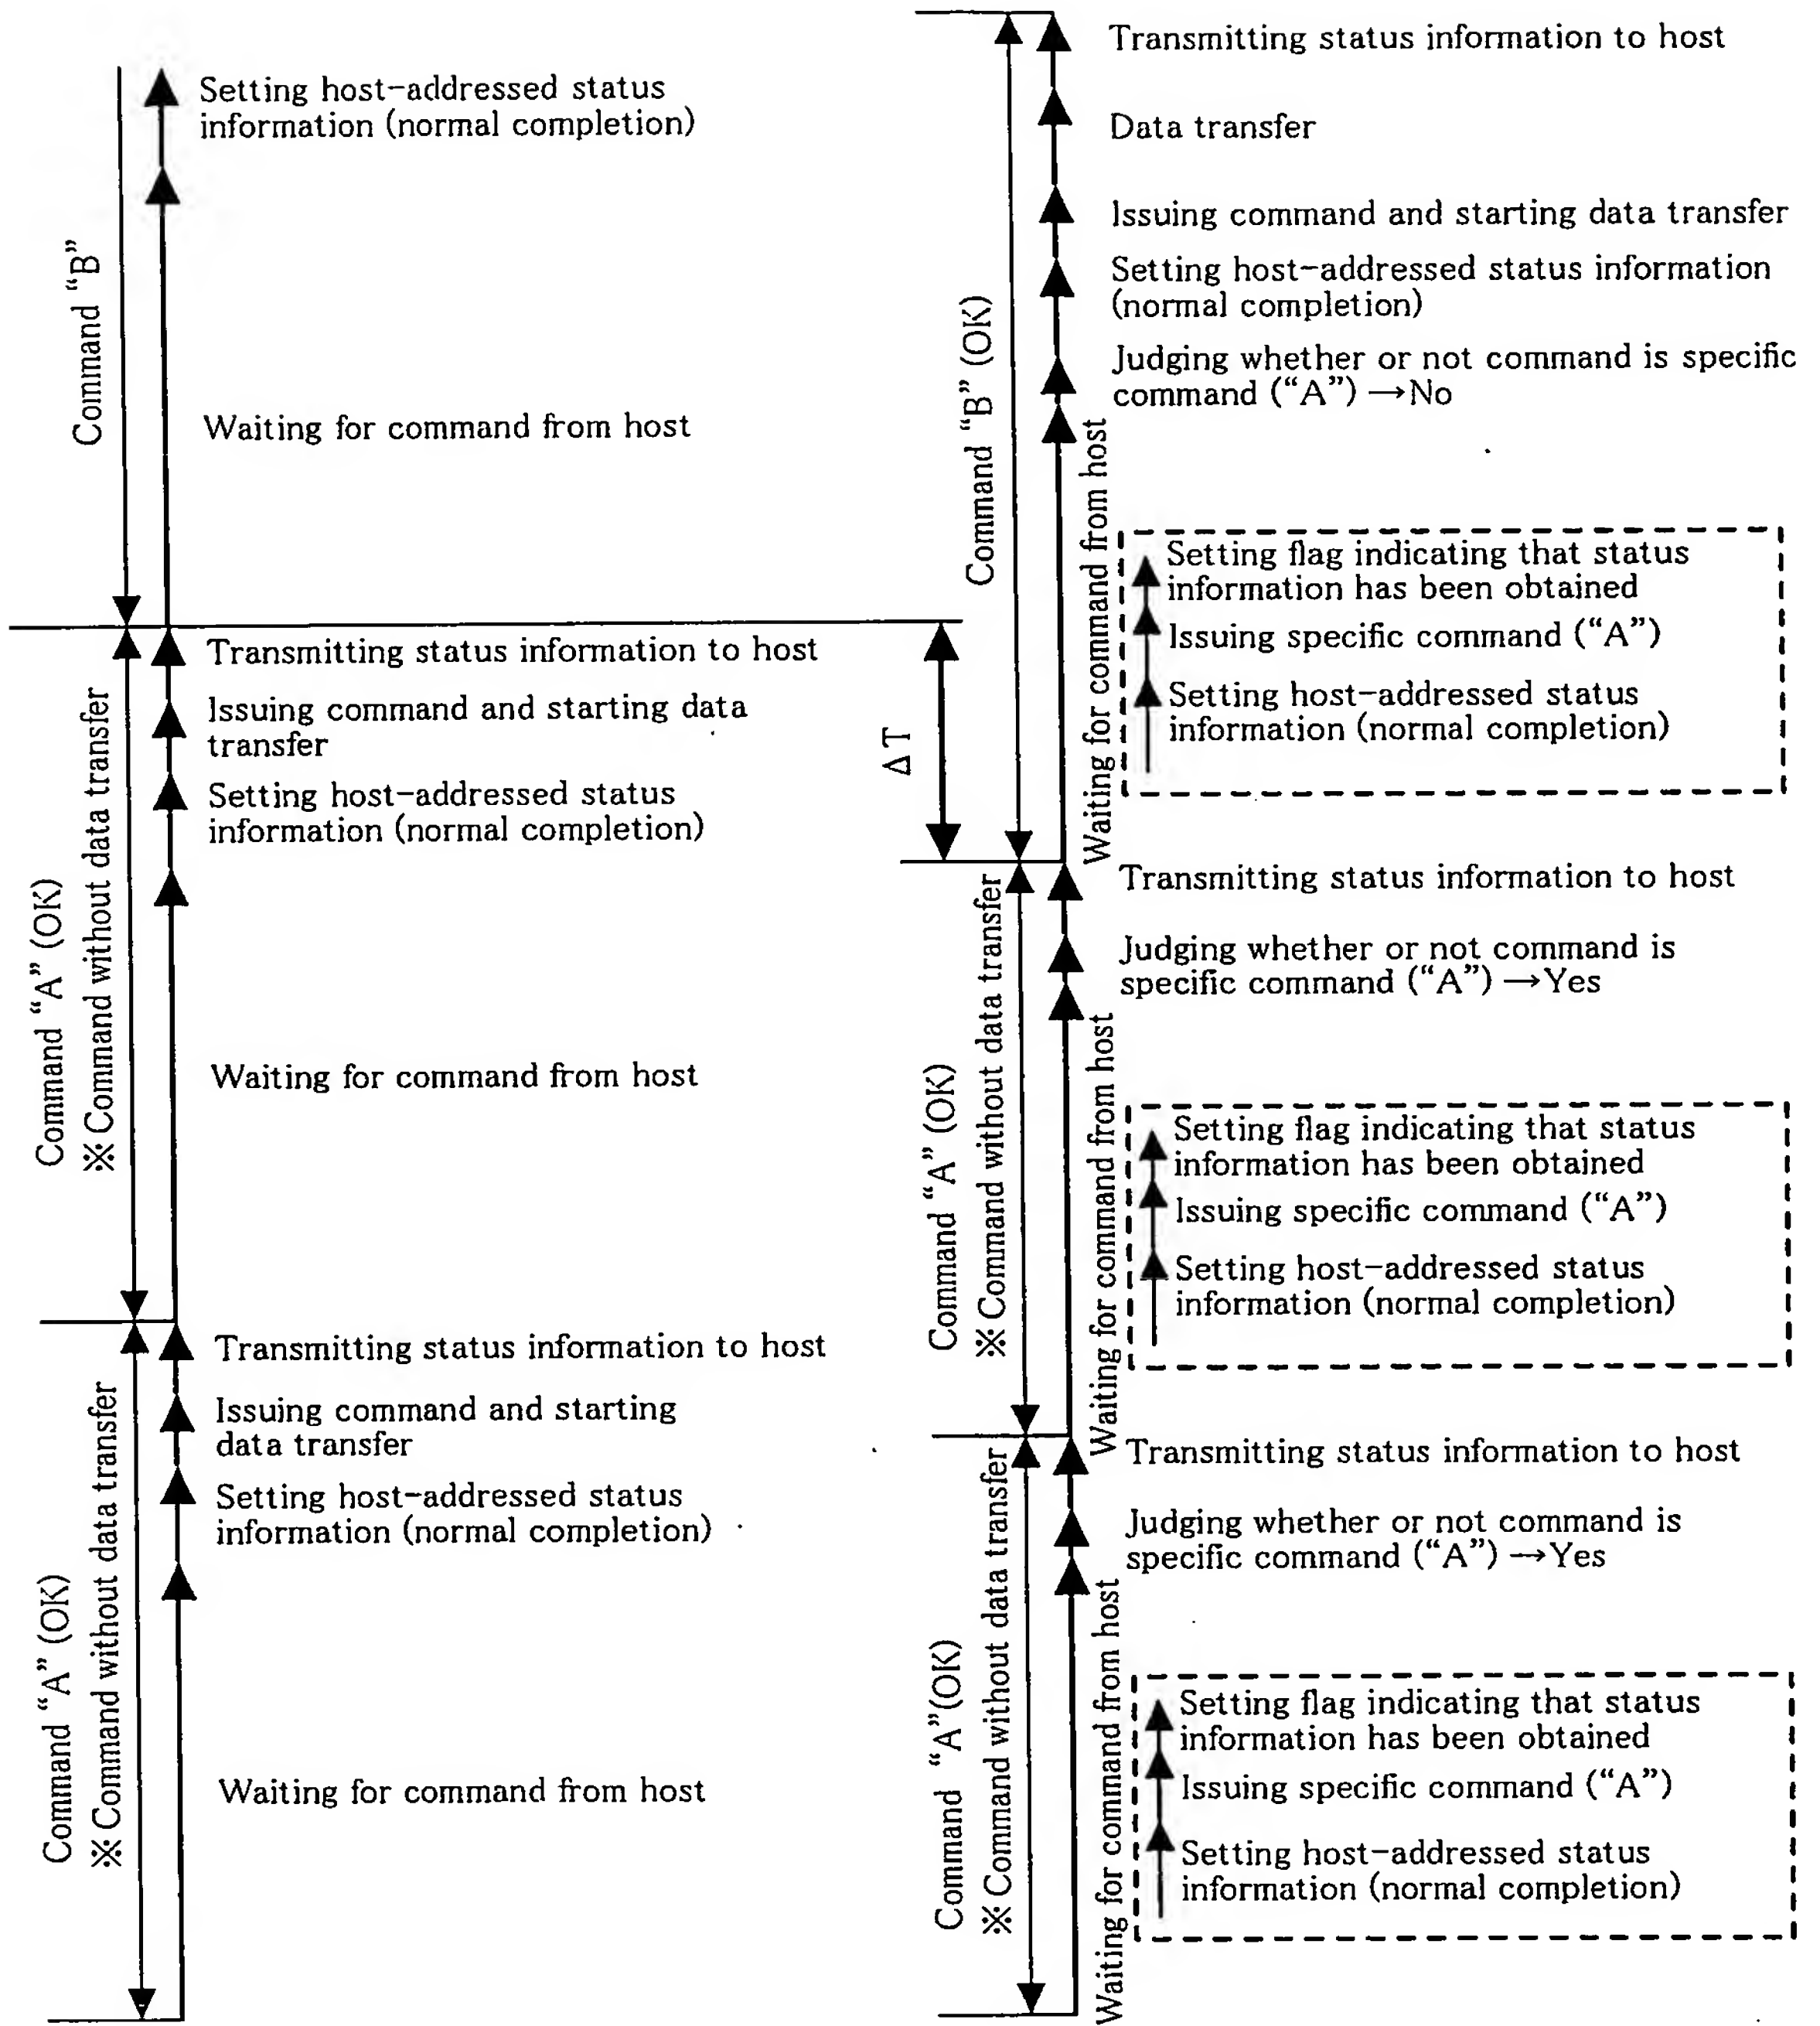 Setting host-addressed status
information (normal completion)
Command “B”
Waiting for command from host
Transmitting status information to host
Issuing command and starting data
transfer
Setting host-addressed status
information (normal completion)
Command “A” (OK)
※Command without data transfer
Waiting for command from host
Transmitting status information to host
Issuing command and starting
data transfer
Setting host-addressed status
information (normal completion)
Command “A” (OK)
※Command without data transfer
Waiting for command from host
ΔT
Transmitting status information to host
Data transfer
Issuing command and starting data transfer
Setting host-addressed status information
(normal completion)
Command “B” (OK)
Judging whether or not command is specific
command (“A”) →No
Waiting for command from host
Setting flag indicating that status
information has been obtained
Issuing specific command (“A”)
Setting host-addressed status
information (normal completion)
Transmitting status information to host
Judging whether or not command is
specific command (“A”) →Yes
Command “A” (OK)
※Command without data transfer
Waiting for command from host
Setting flag indicating that status
information has been obtained
Issuing specific command (“A”)
Setting host-addressed status
information (normal completion)
Transmitting status information to host
Judging whether or not command is
specific command (“A”) →Yes
Command “A”(OK)
※Command without data transfer
Waiting for command from host
Setting flag indicating that status
information has been obtained
Issuing specific command (“A”)
Setting host-addressed status
information (normal completion)